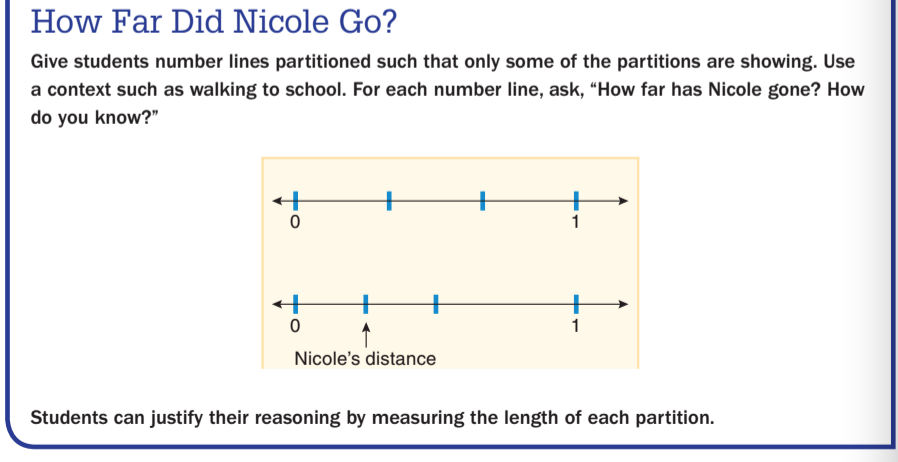 How Far Did Nicole Go?
Give students number lines partitioned such that only some of the partitions are showing. Use
a context such as walking to school. For each number line, ask, “How far has Nicole gone? How
do you know?”
0 1
0 1
Nicole’s distance
Students can justify their reasoning by measuring the length of each partition.